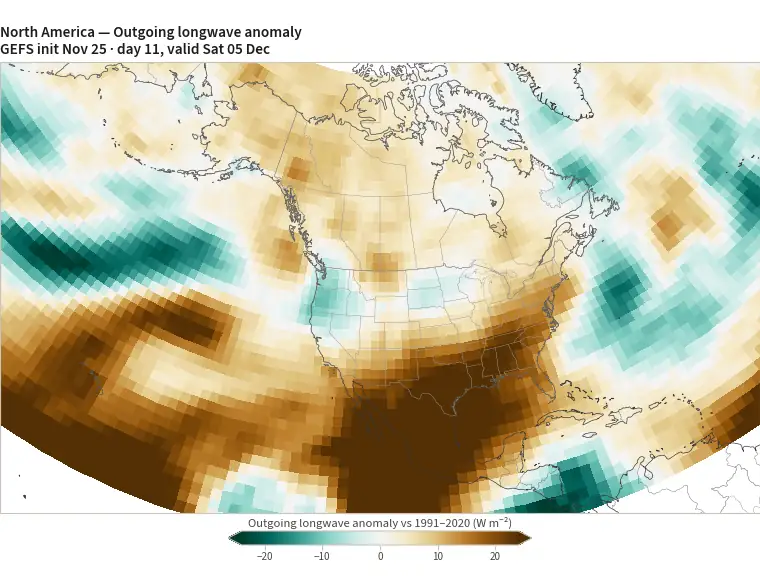 North America — Outgoing longwave anomaly
GEFS init Nov 25 · day 11, valid Sat 05 Dec
Outgoing longwave anomaly vs 1991–2020 (W m⁻²)
−20 −10 0 10 20